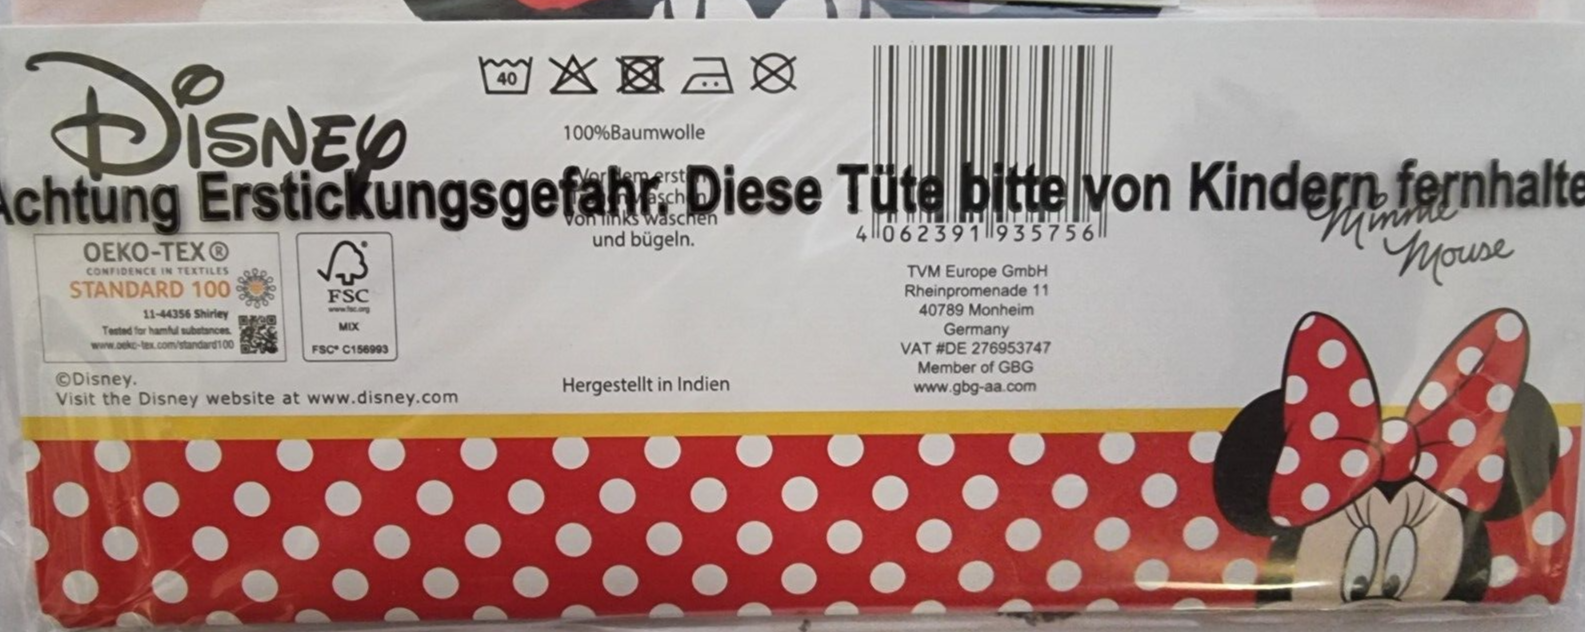 DISNEY
40
100%Baumwolle
Vor dem erst
Von links waschen
und bügeln.
Achtung Erstickungsgefahr. Diese Tüte bitte von Kindern fernhalte
4 062391 935756
Minnie
Mouse
OEKO-TEX®
CONFIDENCE IN TEXTILES
STANDARD 100
11-44356 Shirley
Tested for harmful substances.
www.oeko-tex.com/standard100
FSC
www.fsc.org
MIX
FSC® C156993
©Disney.
Visit the Disney website at www.disney.com
Hergestellt in Indien
TVM Europe GmbH
Rheinpromenade 11
40789 Monheim
Germany
VAT #DE 276953747
Member of GBG
www.gbg-aa.com